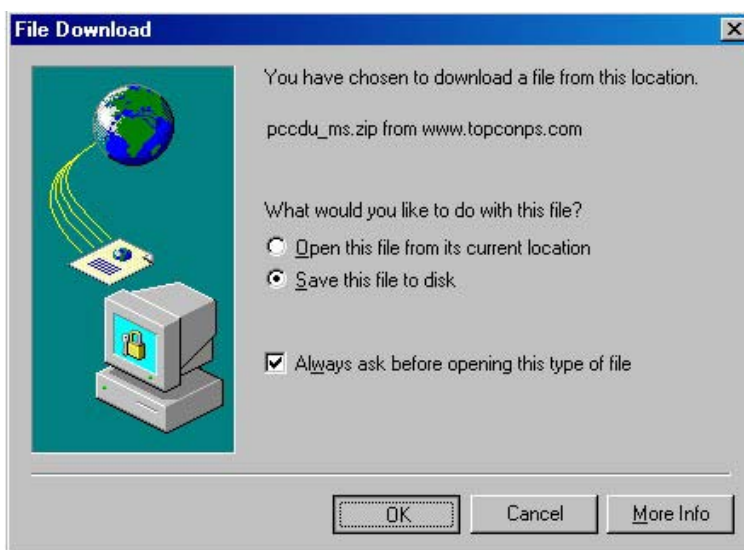 File Download
You have chosen to download a file from this location.
pccdu_ms.zip from www.topconps.com
What would you like to do with this file?
Open this file from its current location
Save this file to disk
Always ask before opening this type of file
OK
Cancel
More Info